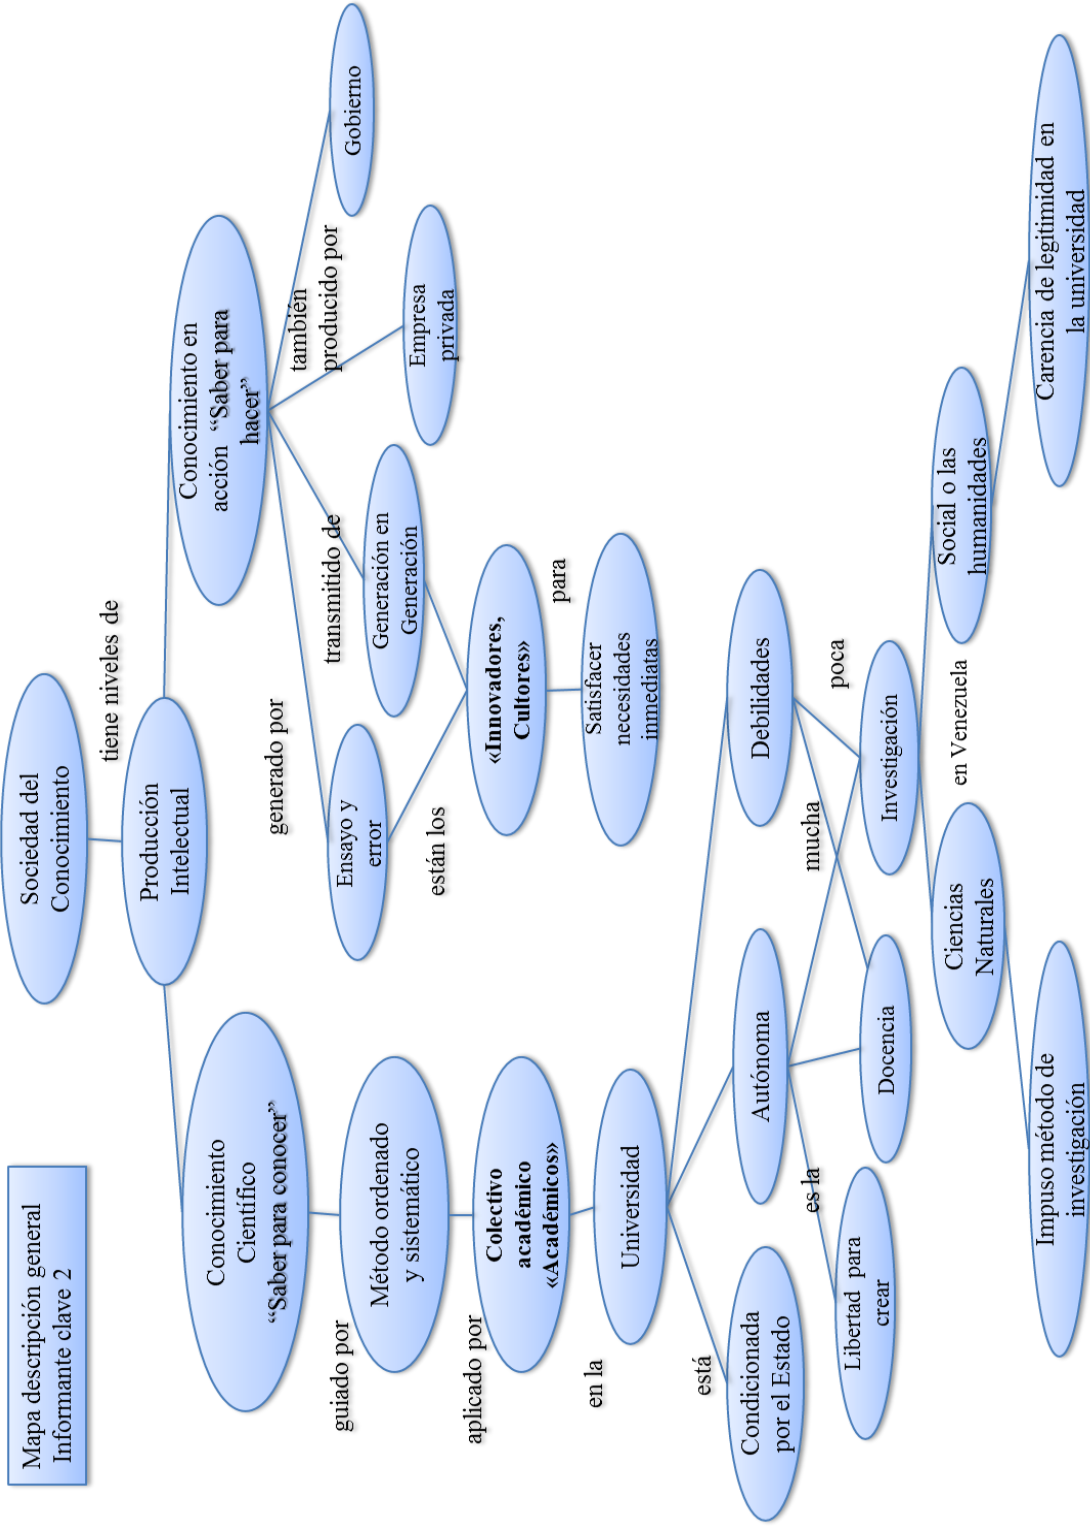 Mapa descripción general
Informante clave 2
Sociedad del
Conocimiento
tiene niveles de
Producción
Intelectual
Conocimiento
Científico
“Saber para conocer”
Conocimiento en
acción “Saber para
hacer”
guiado por
Método ordenado
y sistemático
aplicado por
Colectivo
académico
«Académicos»
en la
Universidad
generado por
transmitido de
también
producido por
Ensayo y
error
Generación en
Generación
Empresa
privada
Gobierno
están los
«Innovadores,
Cultores»
para
Satisfacer
necesidades
inmediatas
está
Condicionada
por el Estado
Autónoma
Debilidades
es la
mucha
poca
Libertad para
crear
Docencia
Investigación
en Venezuela
Ciencias
Naturales
Social o las
humanidades
Impuso método de
investigación
Carencia de legitimidad en
la universidad